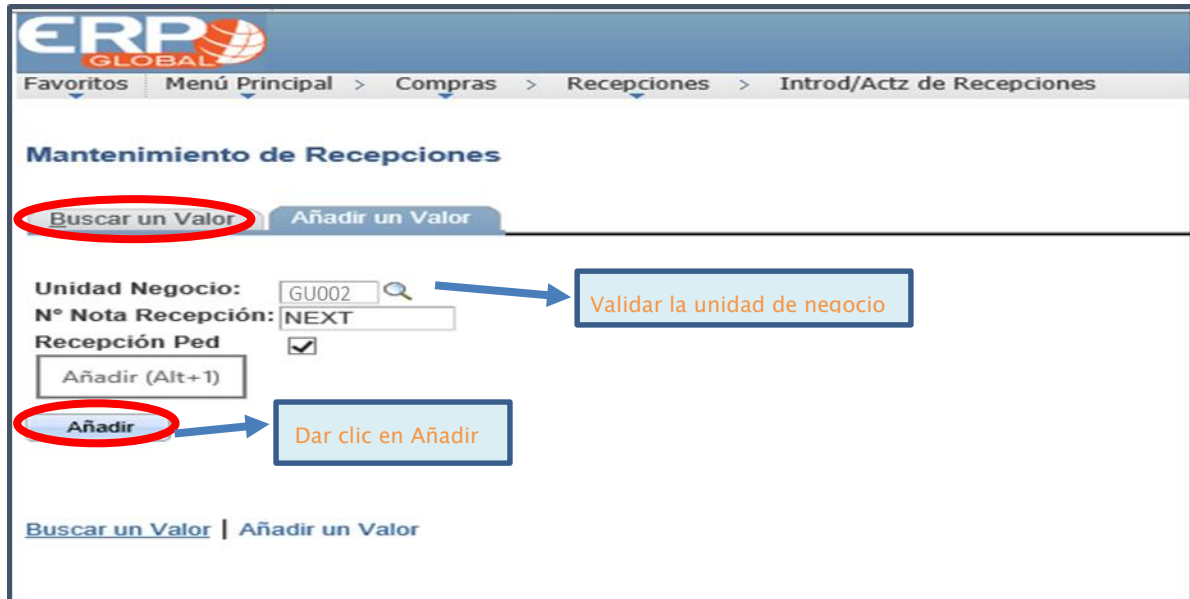 ERP
GLOBAL
Favoritos Menú Principal > Compras > Recepciones > Introd/Actz de Recepciones
Mantenimiento de Recepciones
Buscar un Valor Añadir un Valor
Unidad Negocio: GU002
Validar la unidad de negocio
Nº Nota Recepción: NEXT
Recepción Ped
Añadir (Alt+1)
Añadir
Dar clic en Añadir
Buscar un Valor | Añadir un Valor